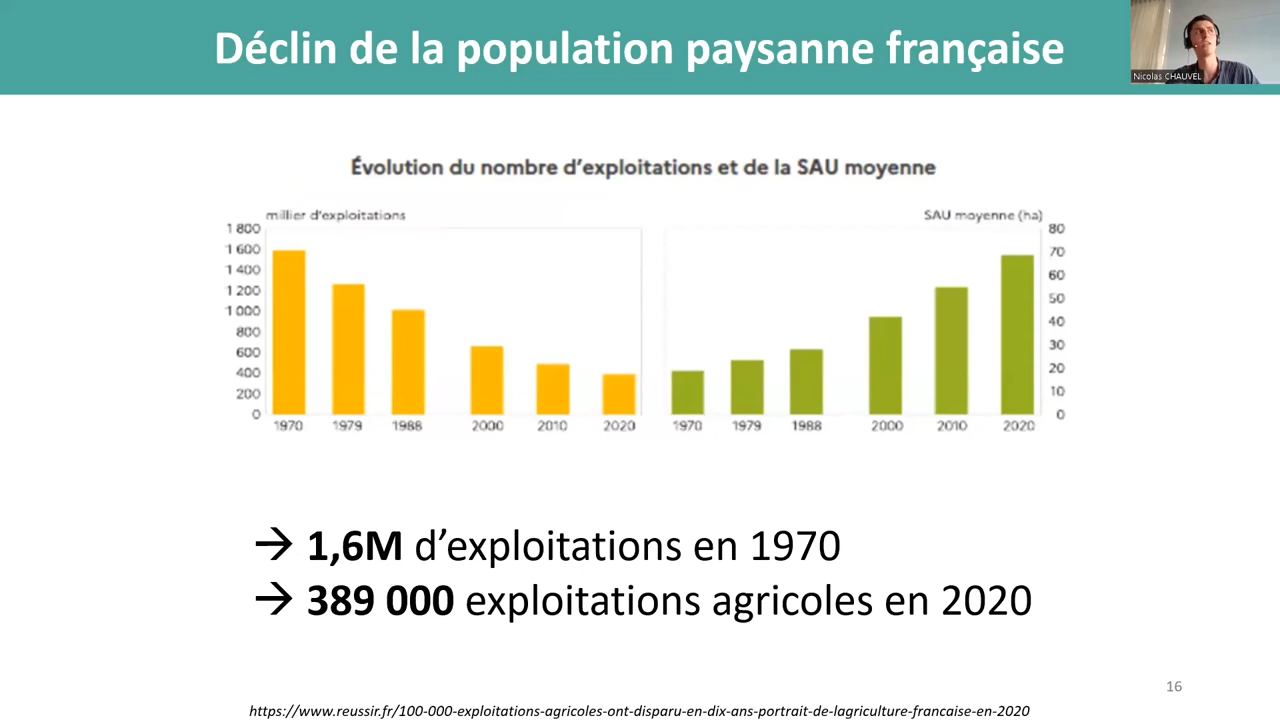 Déclin de la population paysanne française
Nicolas CHAUVEL
Évolution du nombre d’exploitations et de la SAU moyenne
millier d’exploitations
1 800
1 600
1 400
1 200
1 000
800
600
400
200
0
1970 1979 1988 2000 2010 2020
SAU moyenne (ha)
80
70
60
50
40
30
20
10
0
1970 1979 1988 2000 2010 2020
→ 1,6M d’exploitations en 1970
→ 389 000 exploitations agricoles en 2020
16
https://www.reussir.fr/100-000-exploitations-agricoles-ont-disparu-en-dix-ans-portrait-de-lagriculture-francaise-en-2020